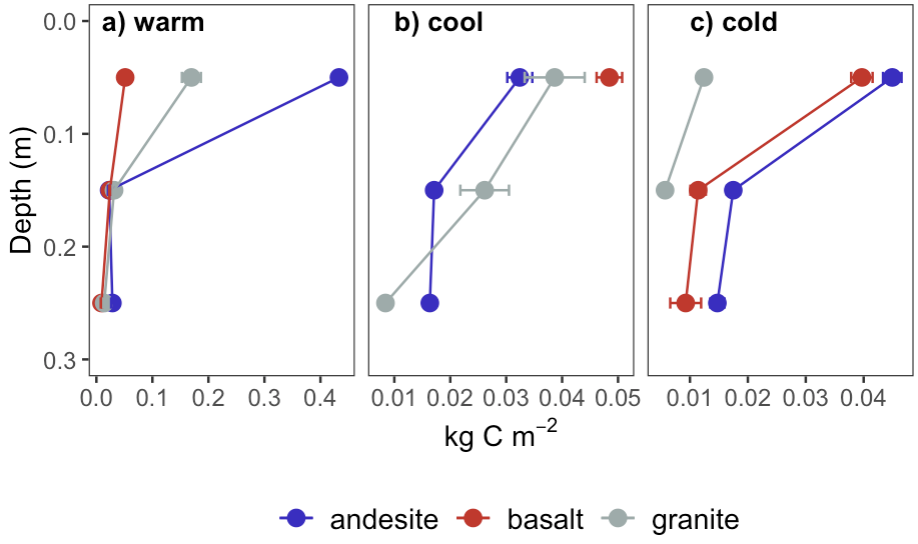 a) warm
b) cool
c) cold
Depth (m)
0.0
0.1
0.2
0.3
0.0 0.1 0.2 0.3 0.4
0.01 0.02 0.03 0.04 0.05
0.01 0.02 0.03 0.04
kg C m⁻²
andesite basalt granite